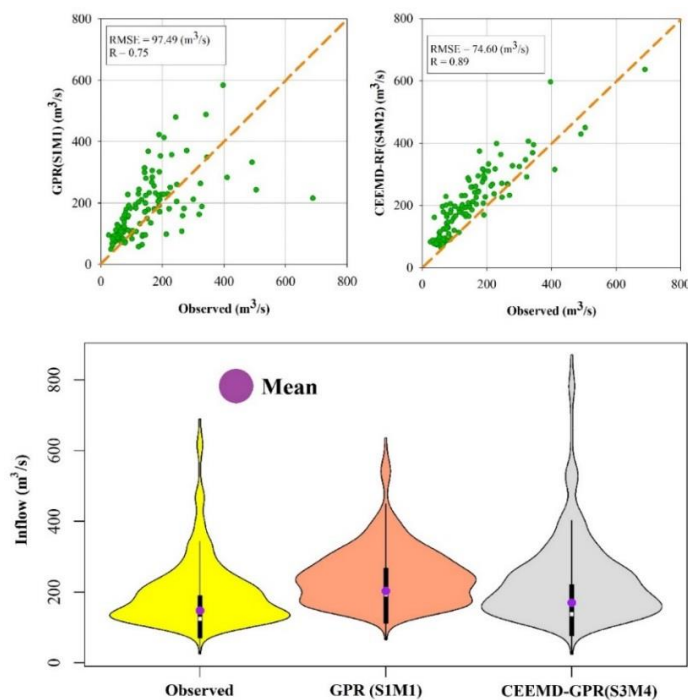 RMSE = 97.49 (m³/s)
R – 0.75
GPR(S1M1) (m³/s)
800
600
400
200
0
0 200 400 600 800
Observed (m³/s)
RMSE – 74.60 (m³/s)
R = 0.89
CEEMD-RF(S4M2) (m³/s)
800
600
400
200
0
0 200 400 600 800
Observed (m³/s)
Mean
Inflow (m³/s)
800
600
400
200
0
Observed GPR (S1M1) CEEMD-GPR(S3M4)